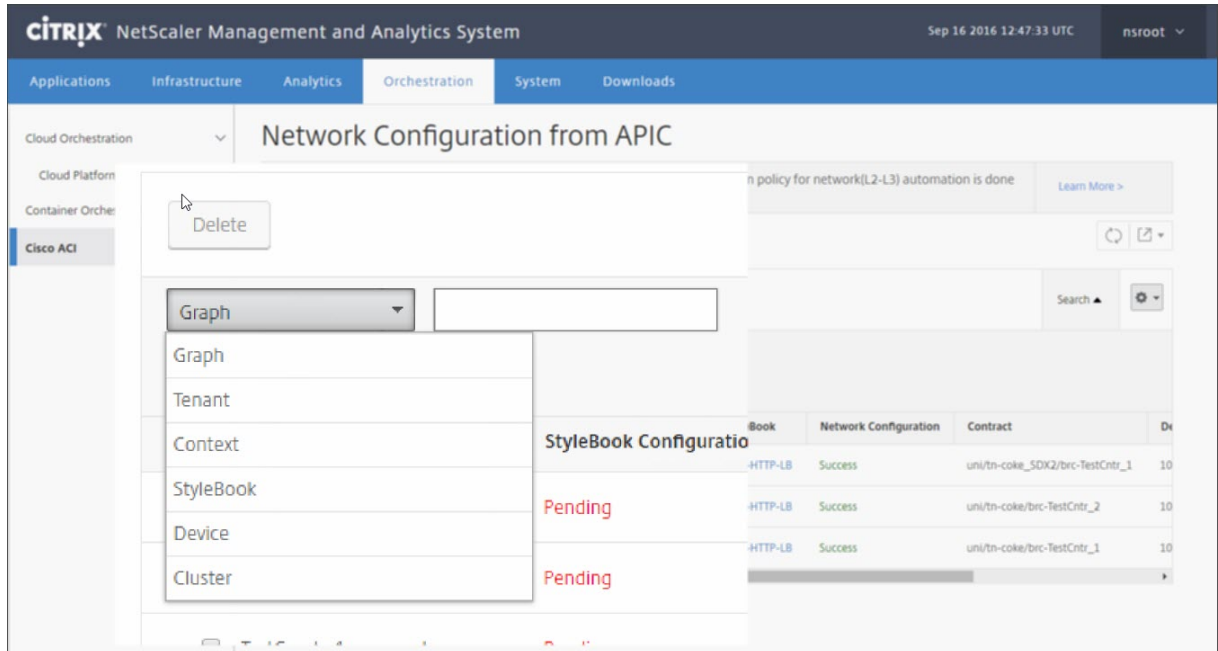 CİTRIX NetScaler Management and Analytics System
Sep 16 2016 12:47:33 UTC
nsroot
Applications Infrastructure Analytics Orchestration System Downloads
Cloud Orchestration
Cloud Platform
Container Orche
Cisco ACI
Network Configuration from APIC
n policy for network(L2-L3) automation is done
Learn More >
Delete
Search
Graph
Graph
Tenant
Context
StyleBook
Device
Cluster
StyleBook Configuratio
Book Network Configuration Contract De
Pending
-HTTP-LB Success uni/tn-coke_SDX2/brc-TestCntr_1 10
-HTTP-LB Success uni/tn-coke/brc-TestCntr_2 10
Pending
-HTTP-LB Success uni/tn-coke/brc-TestCntr_1 10